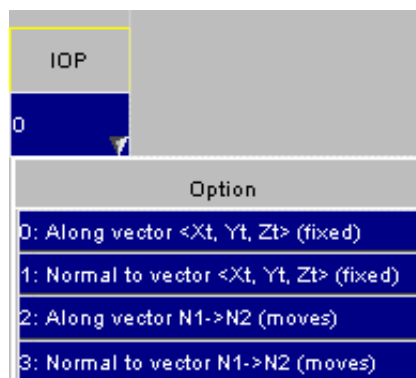 IOP
0
Option
0: Along vector <Xt, Yt, Zt> (fixed)
1: Normal to vector <Xt, Yt, Zt> (fixed)
2: Along vector N1->N2 (moves)
3: Normal to vector N1->N2 (moves)